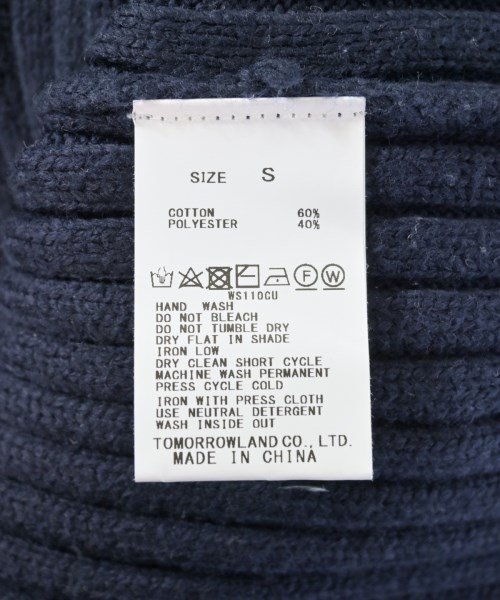 SIZE S
COTTON 60%
POLYESTER 40%
F W
WS110CU
HAND WASH
DO NOT BLEACH
DO NOT TUMBLE DRY
DRY FLAT IN SHADE
IRON LOW
DRY CLEAN SHORT CYCLE
MACHINE WASH PERMANENT
PRESS CYCLE COLD
IRON WITH PRESS CLOTH
USE NEUTRAL DETERGENT
WASH INSIDE OUT
TOMORROWLAND CO., LTD.
MADE IN CHINA